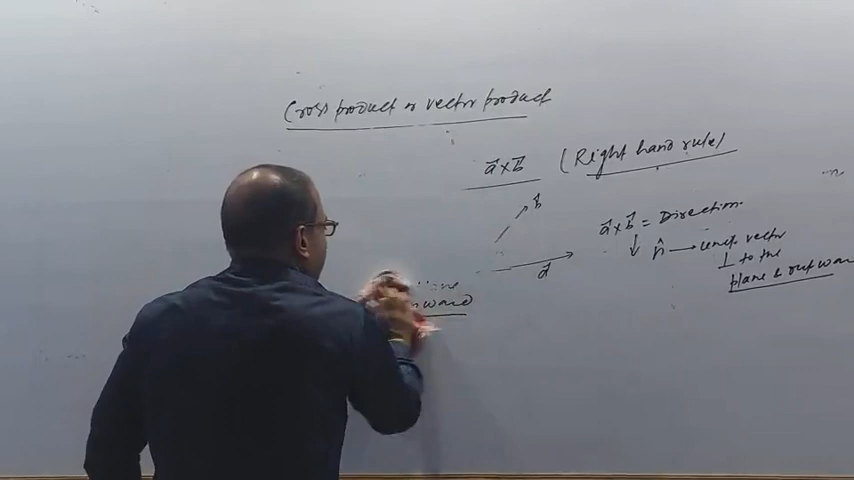 Cross product or vector product
a⃗ x b⃗ (Right hand rule)
b⃗
a⃗ x b⃗ = Direction.
n̂ → unit vector
⊥ to the
plane & outward
a⃗